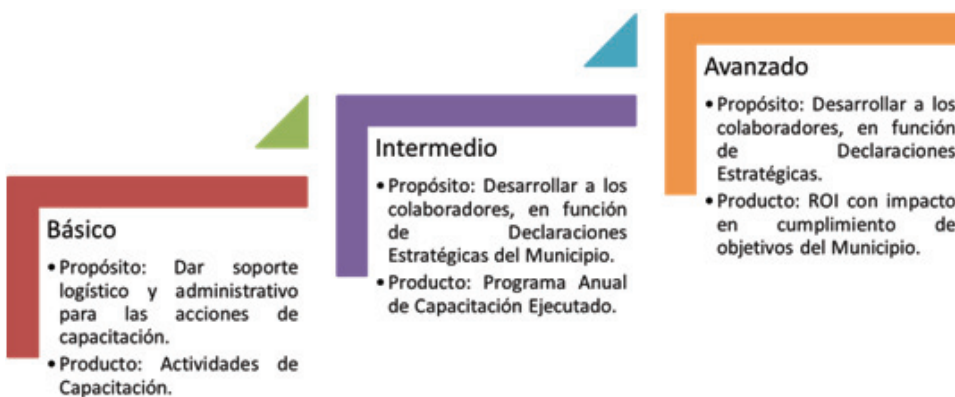 Básico
• Propósito: Dar soporte
logístico y administrativo
para las acciones de
capacitación.
• Producto: Actividades de
Capacitación.
Intermedio
• Propósito: Desarrollar a los
colaboradores, en función
de Declaraciones
Estratégicas del Municipio.
• Producto: Programa Anual
de Capacitación Ejecutado.
Avanzado
• Propósito: Desarrollar a los
colaboradores, en función
de Declaraciones
Estratégicas.
• Producto: ROI con impacto
en cumplimiento de
objetivos del Municipio.